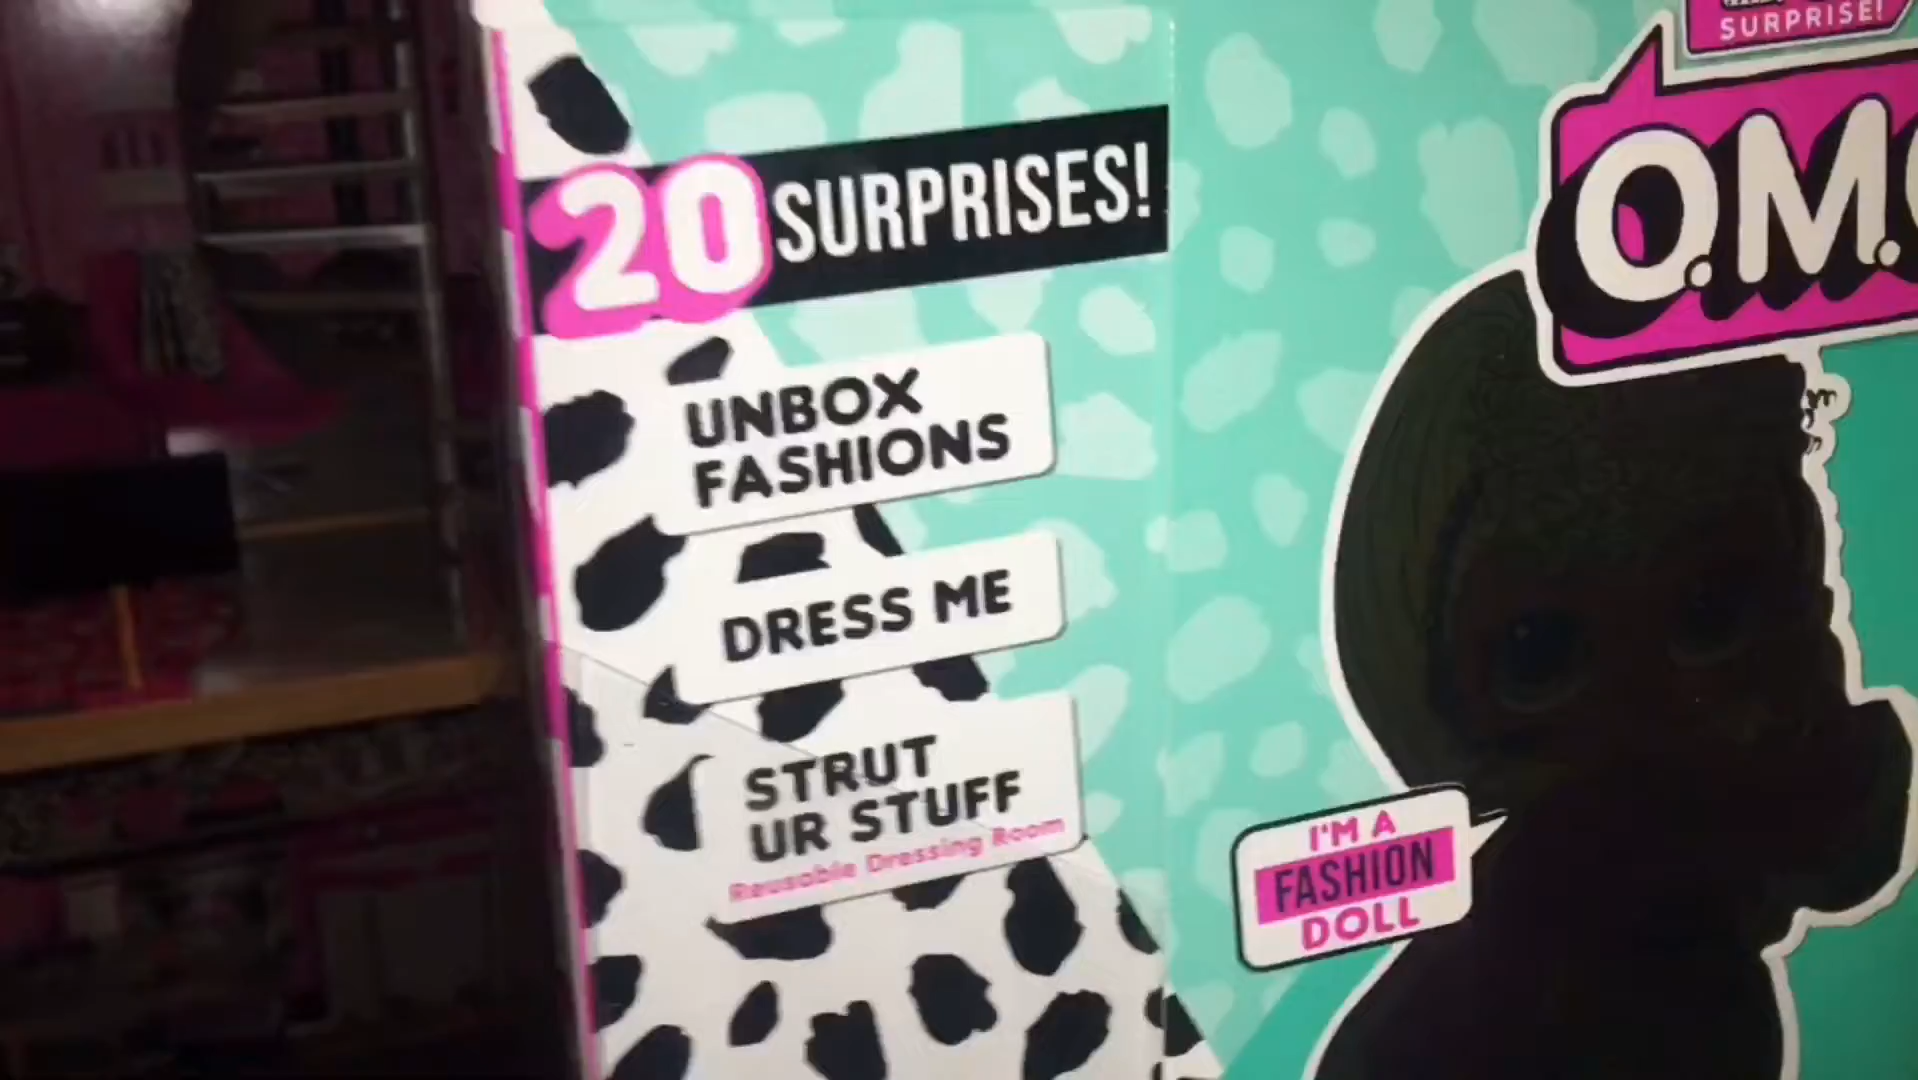 20 SURPRISES!
UNBOX
FASHIONS
DRESS ME
STRUT
UR STUFF
Reusable Dressing Room
SURPRISE!
O.M.
I'M A
FASHION
DOLL